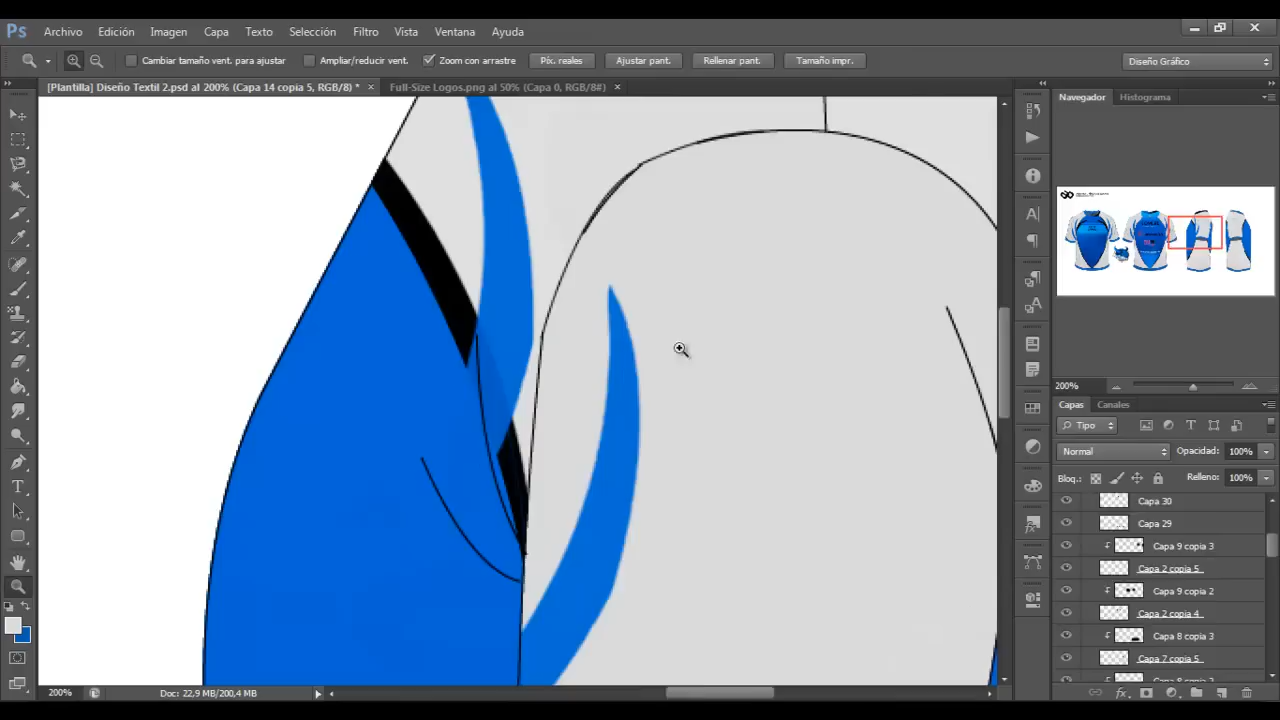 Ps Archivo Edición Imagen Capa Texto Selección Filtro Vista Ventana Ayuda
Cambiar tamaño vent. para ajustar Ampliar/reducir vent. Zoom con arrastre Píx. reales Ajustar pant. Rellenar pant. Tamaño impr. Diseño Gráfico
[Plantilla] Diseño Textil 2.psd al 200% (Capa 14 copia 5, RGB/8) * × Full-Size Logos.png al 50% (Capa 0, RGB/8#) ×
Navegador Histograma
200%
Capas Canales
Tipo
Normal Opacidad: 100%
Bloq.: Relleno: 100%
Capa 30
Capa 29
Capa 9 copia 3
Capa 2 copia 5
Capa 9 copia 2
Capa 2 copia 4
Capa 8 copia 3
Capa 7 copia 5
200% Doc: 22,9 MB/200,4 MB